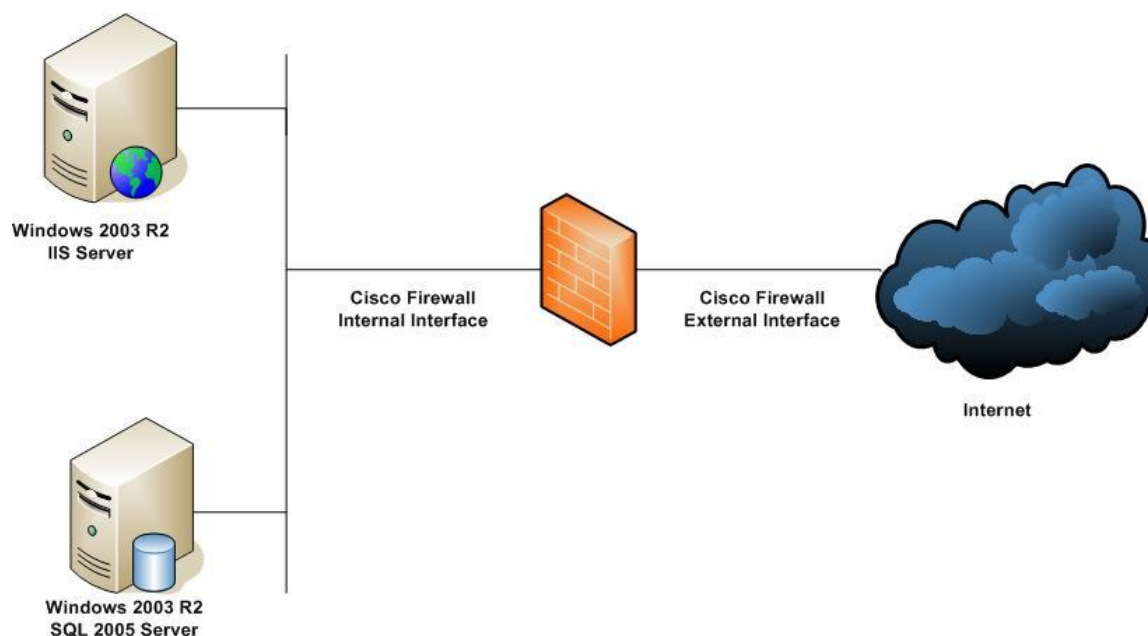 Windows 2003 R2
IIS Server
Cisco Firewall
Internal Interface
Cisco Firewall
External Interface
Internet
Windows 2003 R2
SQL 2005 Server